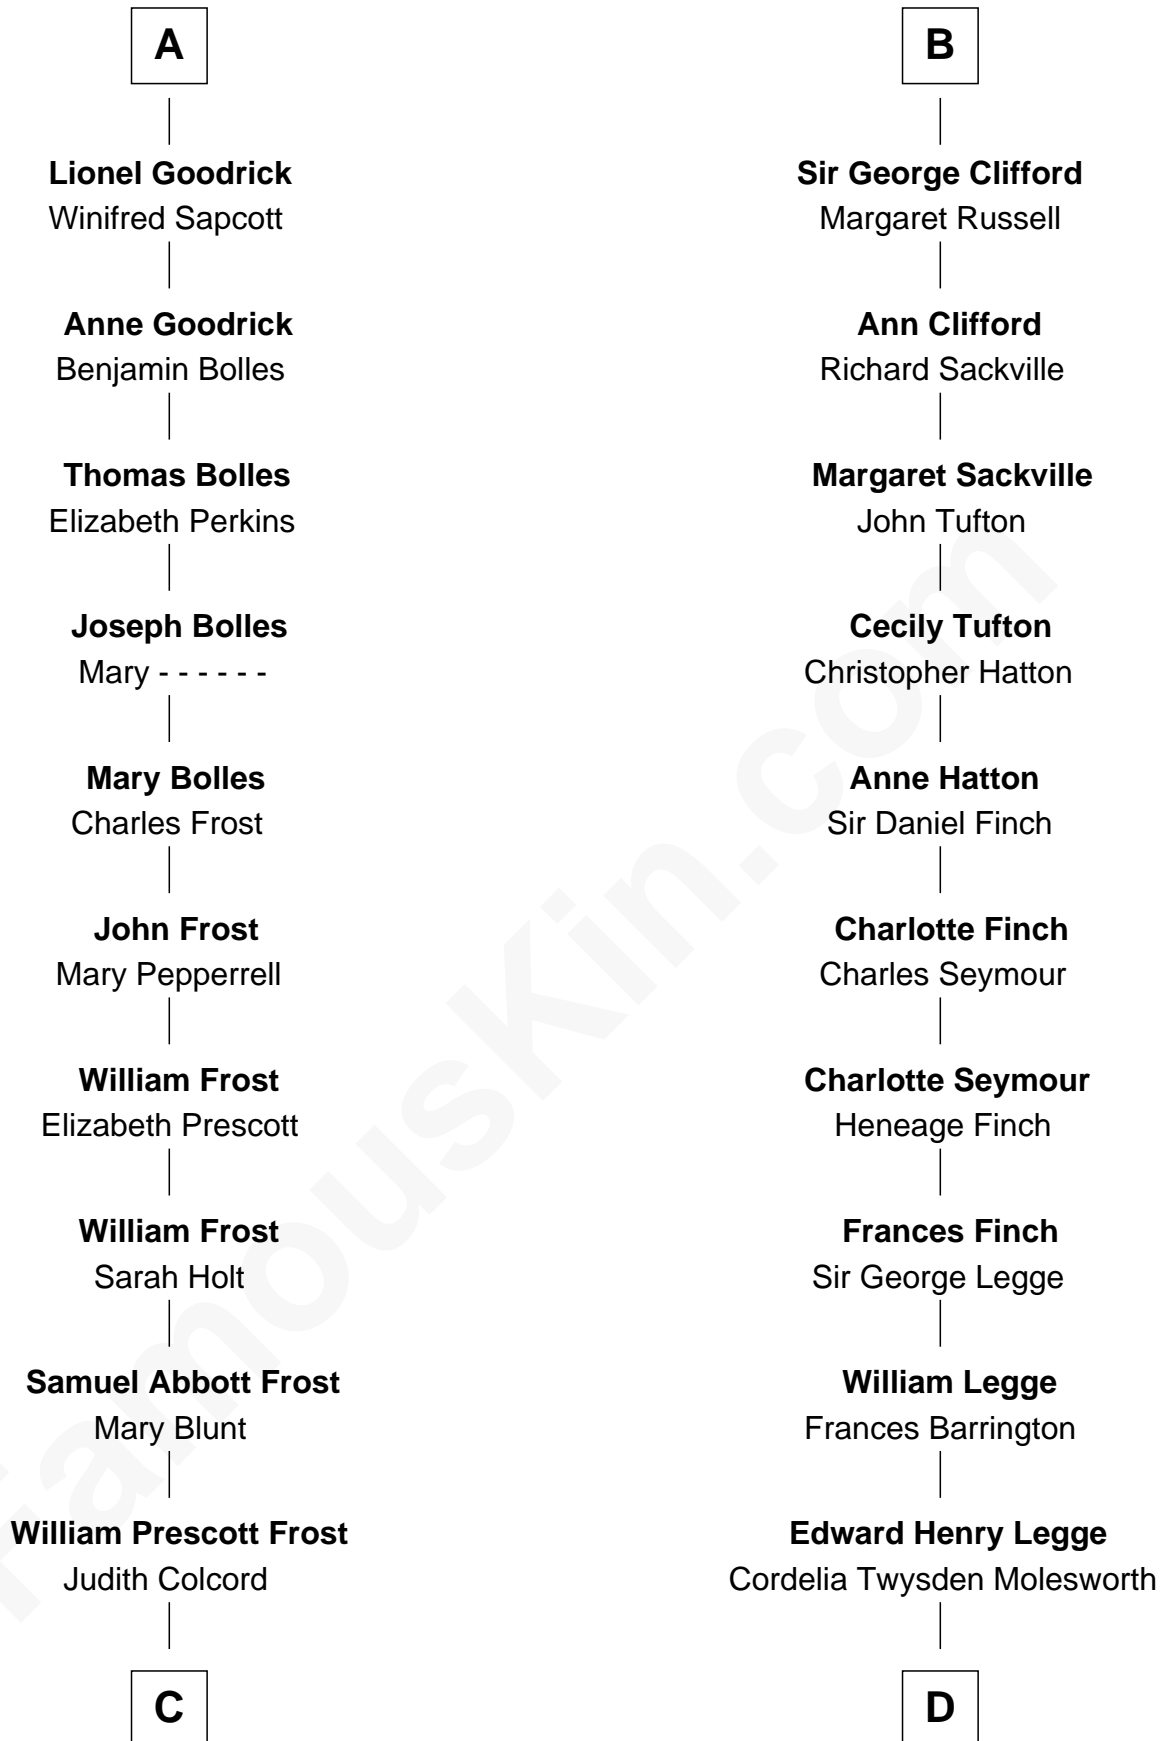 A
Lionel Goodrick
Winifred Sapcott
Anne Goodrick
Benjamin Bolles
Thomas Bolles
Elizabeth Perkins
Joseph Bolles
Mary - - - - - -
Mary Bolles
Charles Frost
John Frost
Mary Pepperrell
William Frost
Elizabeth Prescott
William Frost
Sarah Holt
Samuel Abbott Frost
Mary Blunt
William Prescott Frost
Judith Colcord
C
B
Sir George Clifford
Margaret Russell
Ann Clifford
Richard Sackville
Margaret Sackville
John Tufton
Cecily Tufton
Christopher Hatton
Anne Hatton
Sir Daniel Finch
Charlotte Finch
Charles Seymour
Charlotte Seymour
Heneage Finch
Frances Finch
Sir George Legge
William Legge
Frances Barrington
Edward Henry Legge
Cordelia Twysden Molesworth
D
FamousKin.com